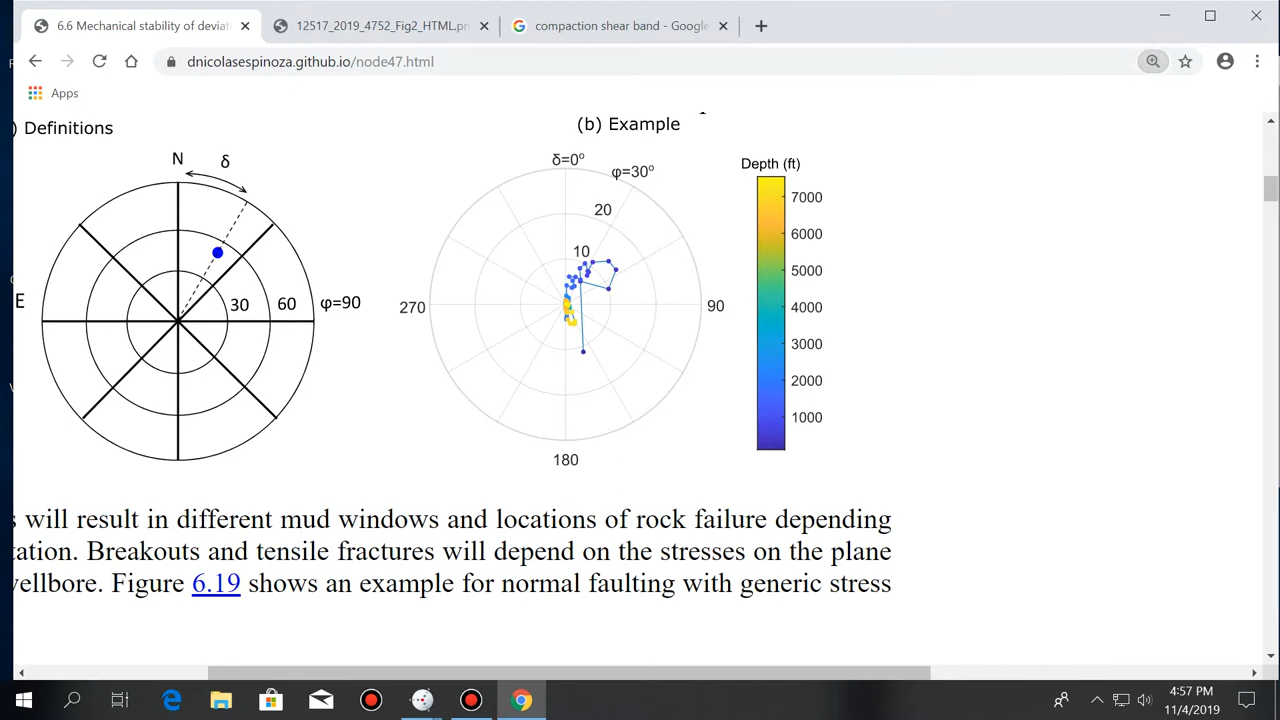 6.6 Mechanical stability of deviat
12517_2019_4752_Fig2_HTML.pn
compaction shear band - Google
dnicolasespinoza.github.io/node47.html
Apps
) Definitions
(b) Example
N
δ
E
30
60
φ=90
δ=0°
φ=30°
20
10
270
90
180
Depth (ft)
7000
6000
5000
4000
3000
2000
1000
s will result in different mud windows and locations of rock failure depending
tation. Breakouts and tensile fractures will depend on the stresses on the plane
vellbore. Figure 6.19 shows an example for normal faulting with generic stress
4:57 PM
11/4/2019